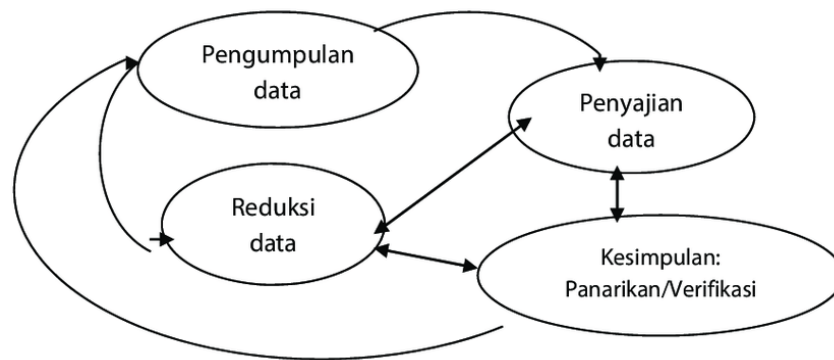 Pengumpulan
data
Penyajian
data
Reduksi
data
Kesimpulan:
Panarikan/Verifikasi